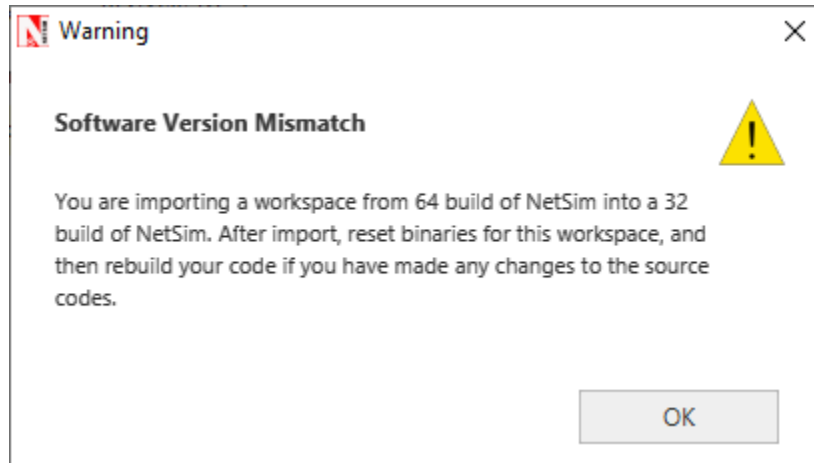 Warning
Software Version Mismatch
You are importing a workspace from 64 build of NetSim into a 32
build of NetSim. After import, reset binaries for this workspace, and
then rebuild your code if you have made any changes to the source
codes.
OK